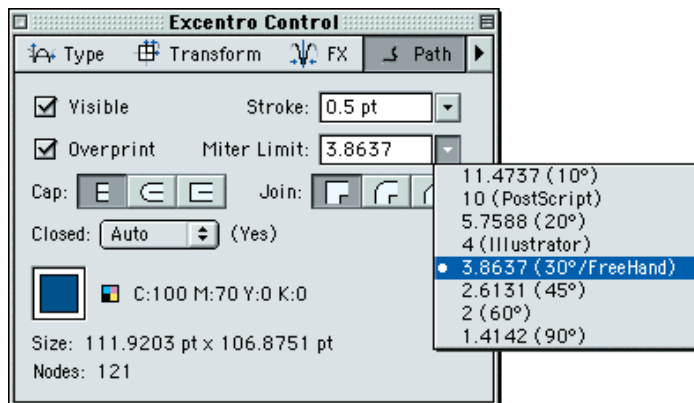 Excentro Control
Type Transform FX Path
Visible Stroke: 0.5 pt
Overprint Miter Limit: 3.8637
Cap: Join:
Closed: Auto (Yes)
C:100 M:70 Y:0 K:0
Size: 111.9203 pt x 106.8751 pt
Nodes: 121
11.4737 (10°)
10 (PostScript)
5.7588 (20°)
4 (Illustrator)
3.8637 (30°/FreeHand)
2.6131 (45°)
2 (60°)
1.4142 (90°)